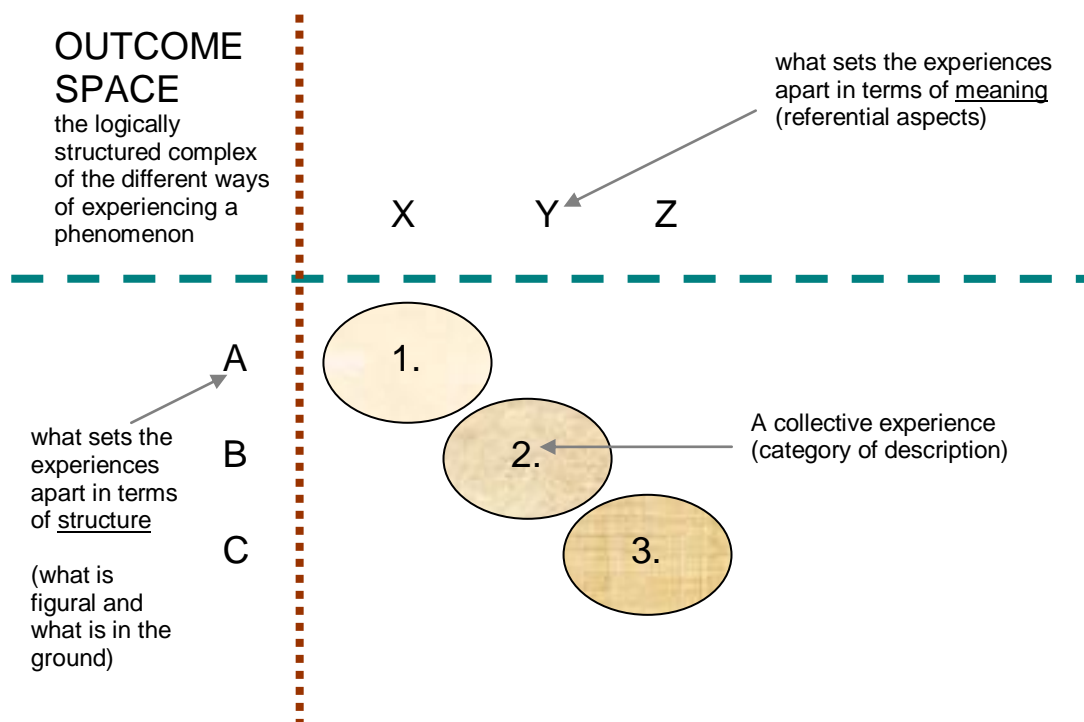 OUTCOME
SPACE
the logically
structured complex
of the different ways
of experiencing a
phenomenon
what sets the experiences
apart in terms of meaning
(referential aspects)
X Y Z
A
1.
what sets the
experiences
apart in terms
of structure
(what is
figural and
what is in the
ground)
B
2.
A collective experience
(category of description)
C
3.